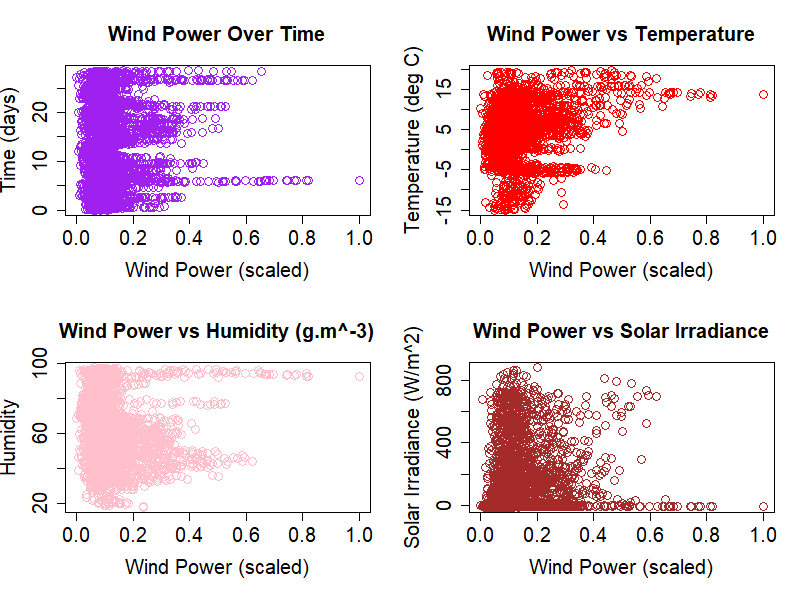 Wind Power Over Time
Time (days)
20
10
0
0.0 0.2 0.4 0.6 0.8 1.0
Wind Power (scaled)
Wind Power vs Temperature
Temperature (deg C)
15
5
-5
-15
0.0 0.2 0.4 0.6 0.8 1.0
Wind Power (scaled)
Wind Power vs Humidity (g.m^-3)
Humidity
100
60
20
0.0 0.2 0.4 0.6 0.8 1.0
Wind Power (scaled)
Wind Power vs Solar Irradiance
Solar Irradiance (W/m^2)
800
400
0
0.0 0.2 0.4 0.6 0.8 1.0
Wind Power (scaled)